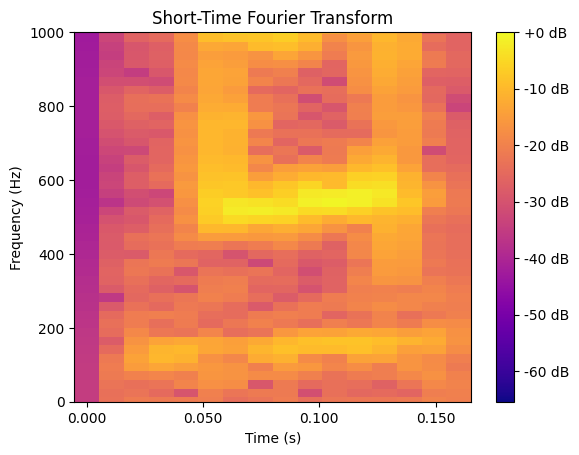 Short-Time Fourier Transform
Frequency (Hz)
1000
800
600
400
200
0
0.000
0.050
0.100
0.150
Time (s)
+0 dB
-10 dB
-20 dB
-30 dB
-40 dB
-50 dB
-60 dB